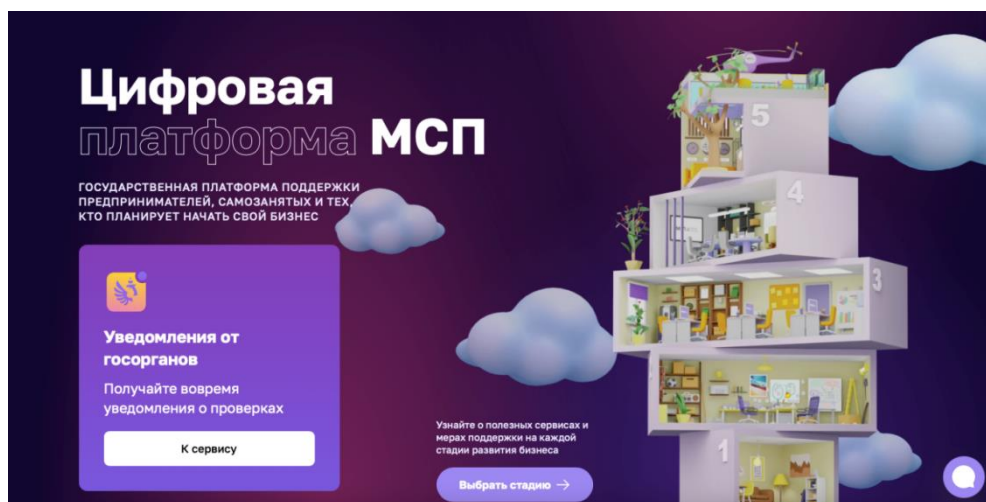 Цифровая
платформа МСП
ГОСУДАРСТВЕННАЯ ПЛАТФОРМА ПОДДЕРЖКИ
ПРЕДПРИНИМАТЕЛЕЙ, САМОЗАНЯТЫХ И ТЕХ,
КТО ПЛАНИРУЕТ НАЧАТЬ СВОЙ БИЗНЕС
Уведомления от
госорганов
Получайте вовремя
уведомления о проверках
К сервису
Узнайте о полезных сервисах и
мерах поддержки на каждой
стадии развития бизнеса
Выбрать стадию →
5
4
3
1